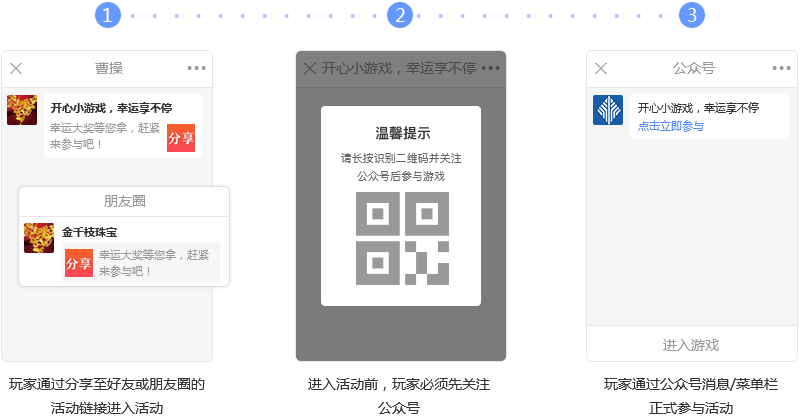 1
2
3
曹操
开心小游戏，幸运享不停
幸运大奖等您拿，赶紧
来参与吧！
分享
朋友圈
金千枝珠宝
分享
幸运大奖等您拿，赶紧
来参与吧！
玩家通过分享至好友或朋友圈的
活动链接进入活动
开心小游戏，幸运享不停
温馨提示
请长按识别二维码并关注
公众号后参与游戏
进入活动前，玩家必须先关注
公众号
公众号
开心小游戏，幸运享不停
点击立即参与
进入游戏
玩家通过公众号消息/菜单栏
正式参与活动